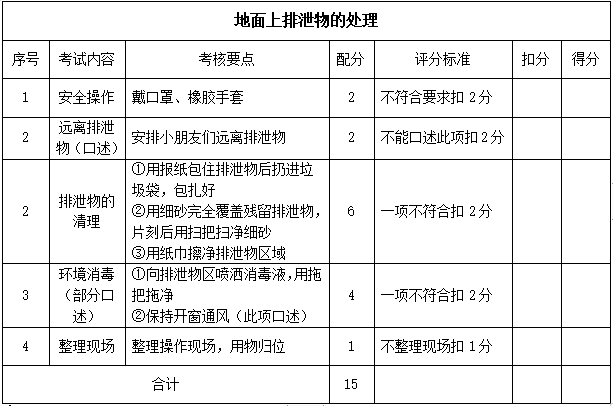 地面上排泄物的处理
序号 考试内容 考核要点 配分 评分标准 扣分 得分
1 安全操作 戴口罩、橡胶手套 2 不符合要求扣2分
2 远离排泄物（口述） 安排小朋友们远离排泄物 2 不能口述此项扣2分
2 排泄物的清理 ①用报纸包住排泄物后扔进垃
圾袋，包扎好
②用细砂完全覆盖残留排泄物，
片刻后用扫把扫净细砂
③用纸巾擦净排泄物区域
6 一项不符合扣2分
3 环境消毒（部分口述） ①向排泄物区喷洒消毒液，用拖
把拖净
②保持开窗通风（此项口述）
4 一项不符合扣2分
4 整理现场 整理操作现场，用物归位 1 不整理现场扣1分
合计 15